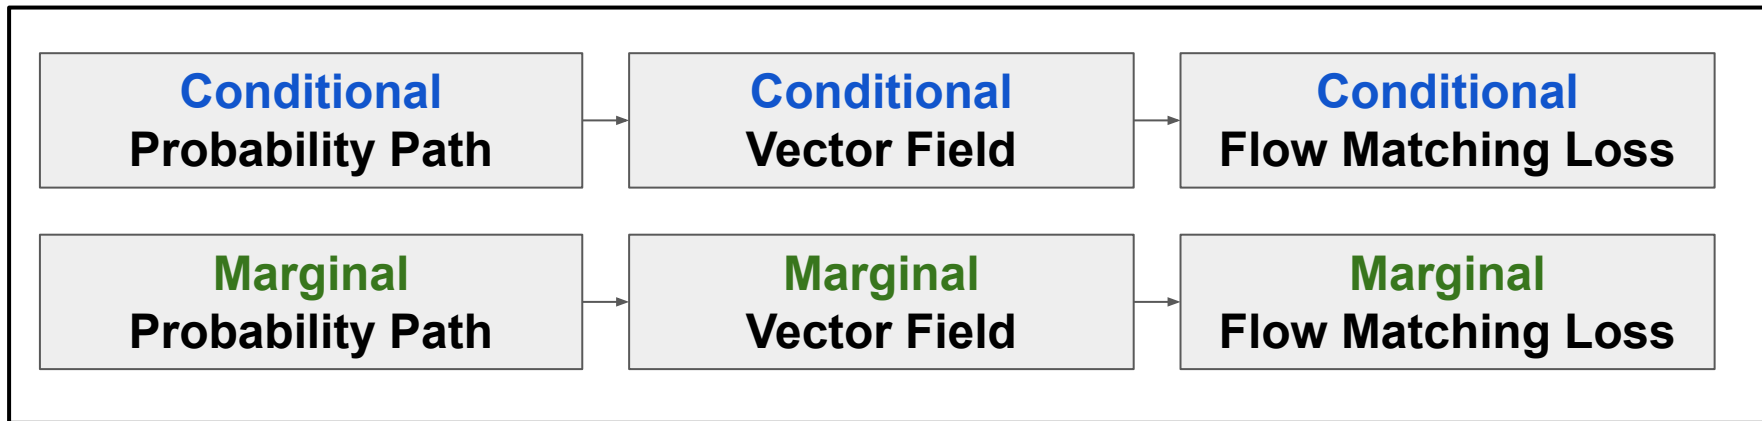 Conditional
Probability Path
Conditional
Vector Field
Conditional
Flow Matching Loss
Marginal
Probability Path
Marginal
Vector Field
Marginal
Flow Matching Loss